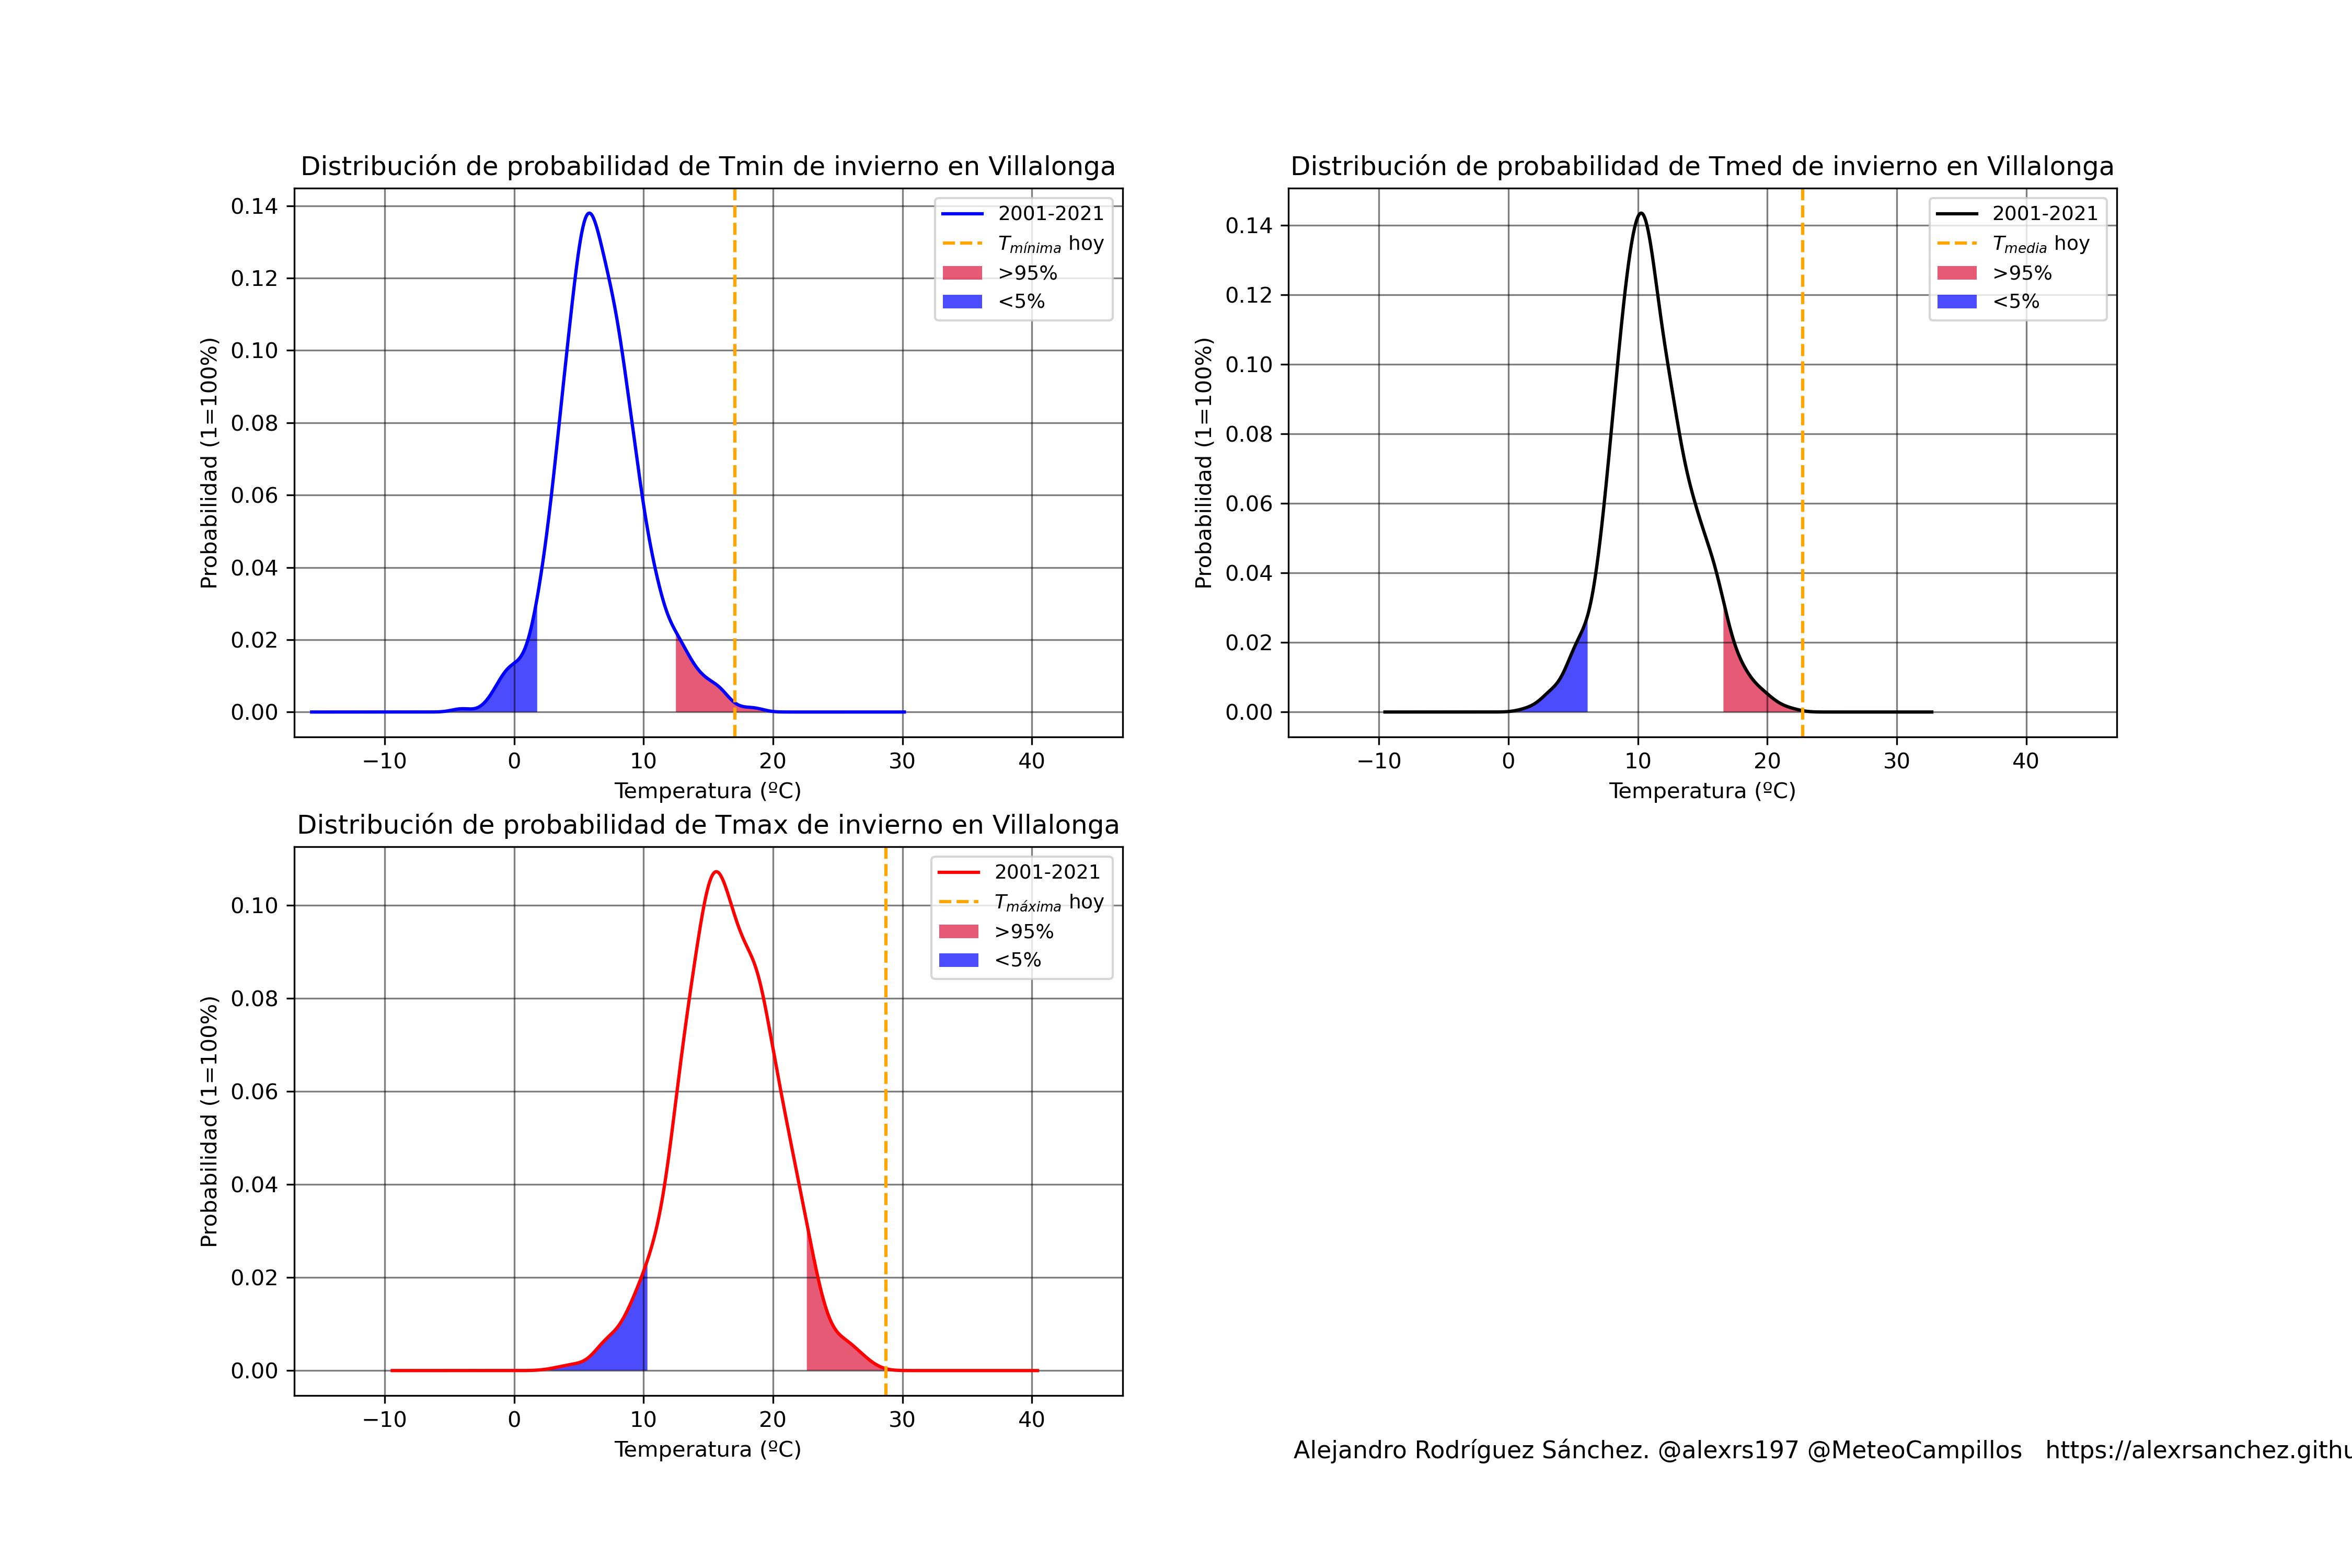 Distribución de probabilidad de Tmin de invierno en Villalonga
Probabilidad (1=100%)
0.14
0.12
0.10
0.08
0.06
0.04
0.02
0.00
2001-2021
Tmínima hoy
>95%
<5%
−10 0 10 20 30 40
Temperatura (ºC)
Distribución de probabilidad de Tmed de invierno en Villalonga
Probabilidad (1=100%)
0.14
0.12
0.10
0.08
0.06
0.04
0.02
0.00
2001-2021
Tmedia hoy
>95%
<5%
−10 0 10 20 30 40
Temperatura (ºC)
Distribución de probabilidad de Tmax de invierno en Villalonga
Probabilidad (1=100%)
0.10
0.08
0.06
0.04
0.02
0.00
2001-2021
Tmáxima hoy
>95%
<5%
−10 0 10 20 30 40
Temperatura (ºC)
Alejandro Rodríguez Sánchez. @alexrs197 @MeteoCampillos https://alexrsanchez.githu